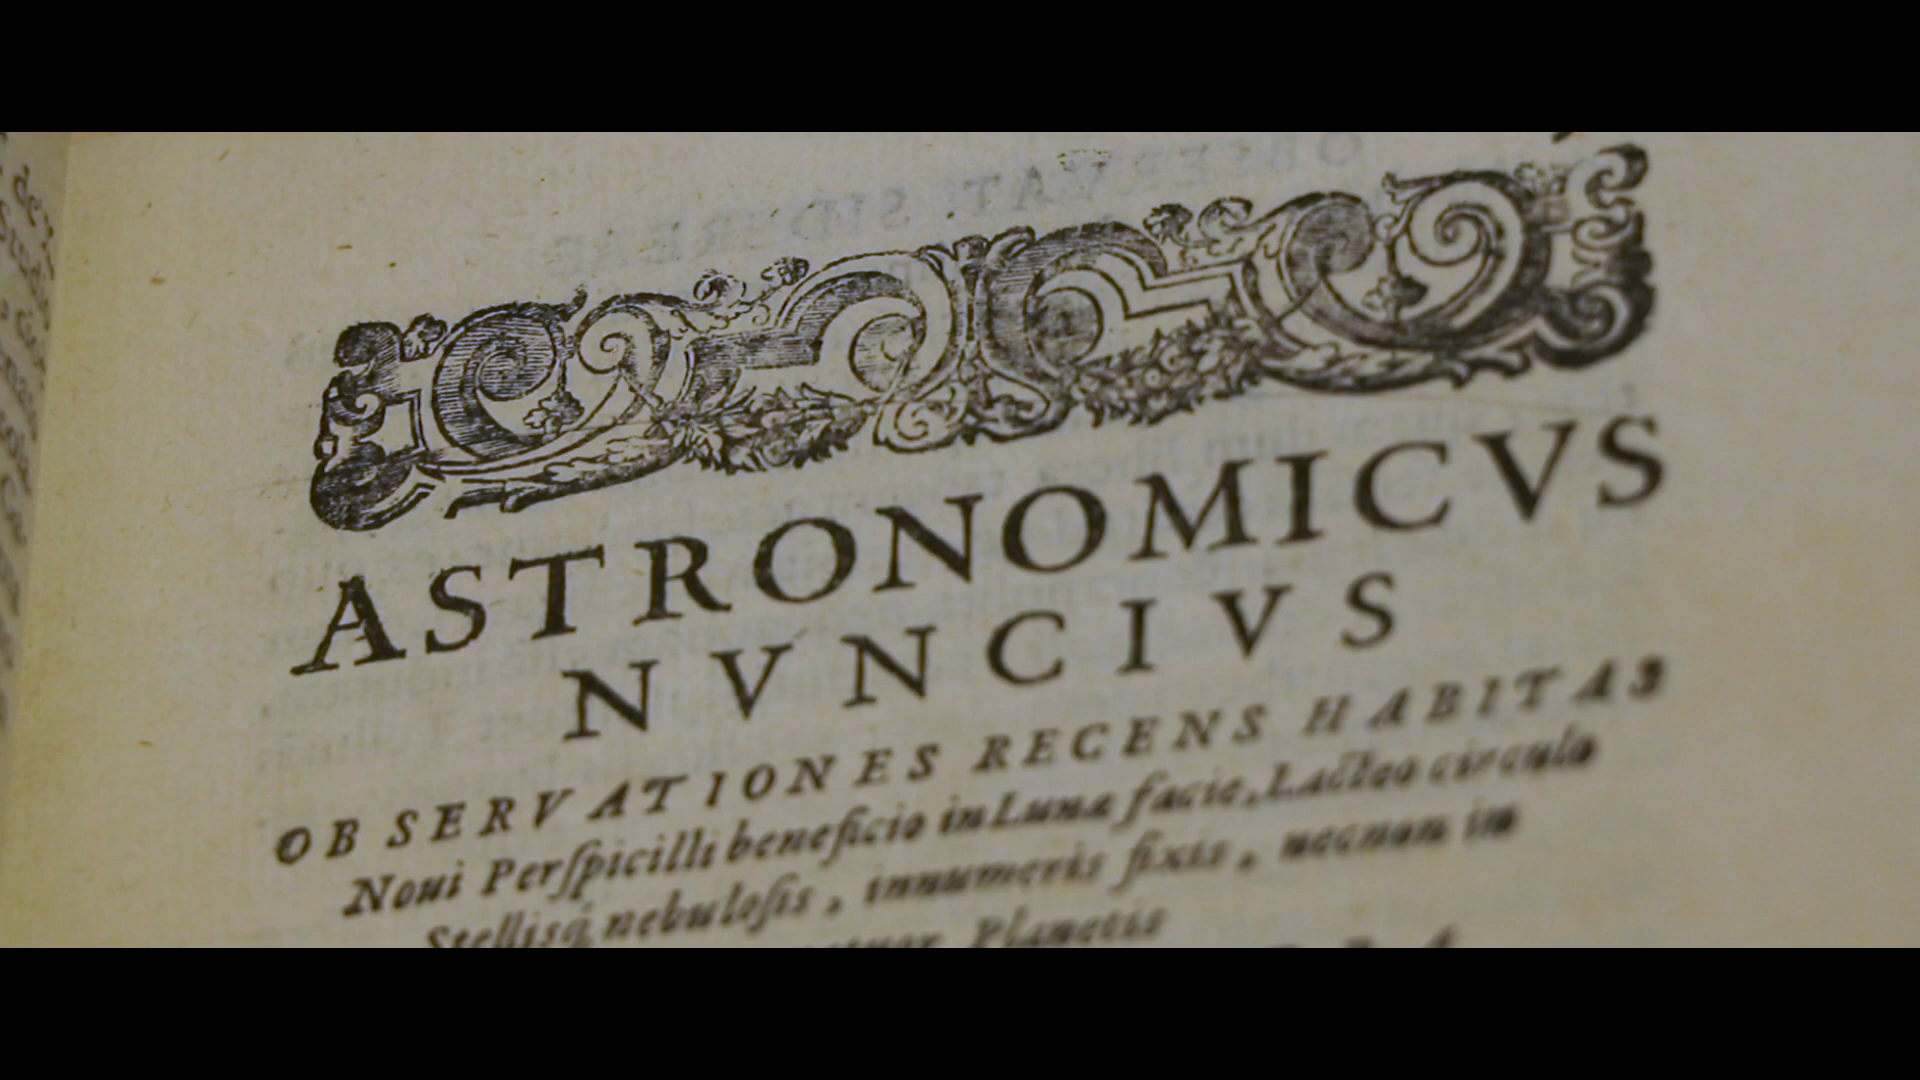 ASTRONOMICVS
NVNCIVS
OBSERVATIONES RECENS HABITAS
Noui Perſpicilli beneficio in Lunæ facie, Lacteo circulo
Stellisq́; nebuloſis, innumeris fixis, necnon in
Planetis